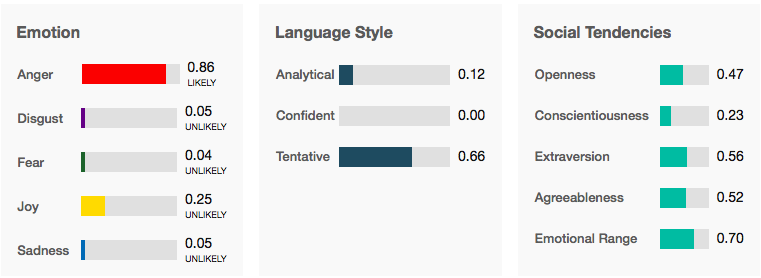 Emotion
Anger 0.86
LIKELY
Disgust 0.05
UNLIKELY
Fear 0.04
UNLIKELY
Joy 0.25
UNLIKELY
Sadness 0.05
UNLIKELY
Language Style
Analytical 0.12
Confident 0.00
Tentative 0.66
Social Tendencies
Openness 0.47
Conscientiousness 0.23
Extraversion 0.56
Agreeableness 0.52
Emotional Range 0.70